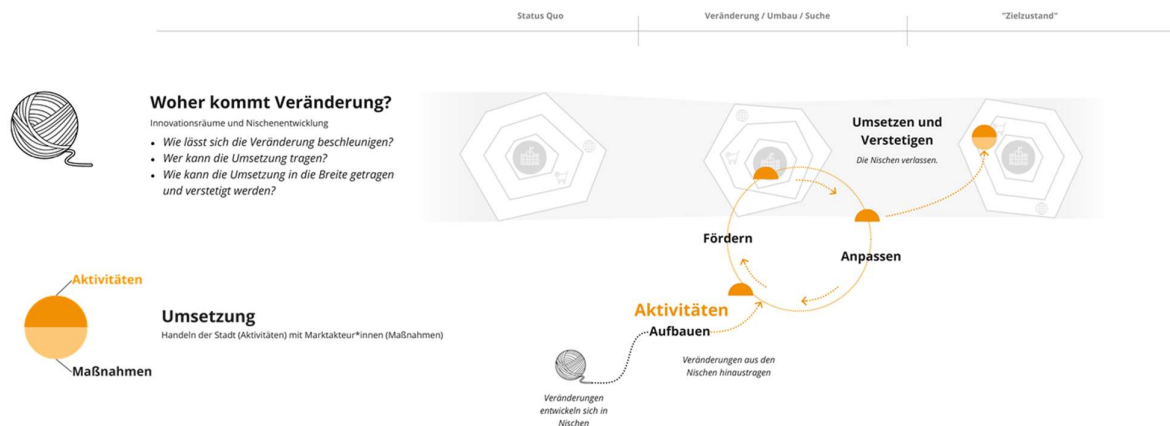 Status Quo
Veränderung / Umbau / Suche
"Zielzustand"
Woher kommt Veränderung?
Innovationsräume und Nischenentwicklung
• Wie lässt sich die Veränderung beschleunigen?
• Wer kann die Umsetzung tragen?
• Wie kann die Umsetzung in die Breite getragen
und verstetigt werden?
Umsetzen und
Verstetigen
Die Nischen verlassen.
Fördern
Anpassen
Aktivitäten
Aufbauen
Veränderungen aus den
Nischen hinaustragen
Veränderungen
entwickeln sich in
Nischen
Aktivitäten
Umsetzung
Handeln der Stadt (Aktivitäten) mit Marktakteur*innen (Maßnahmen)
Maßnahmen